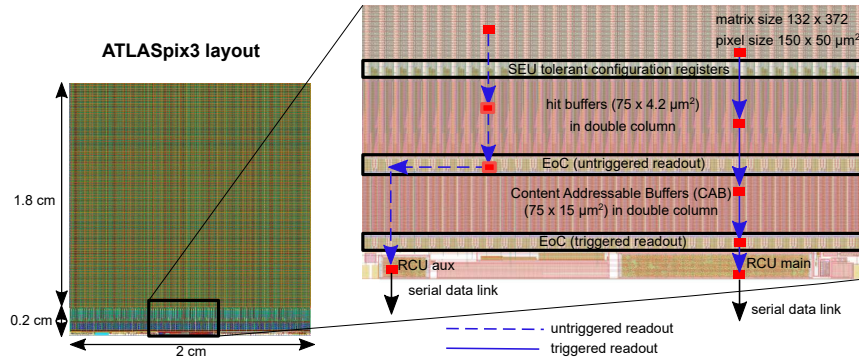 ATLASpix3 layout
1.8 cm
0.2 cm
2 cm
matrix size 132 x 372
pixel size 150 x 50 µm²
SEU tolerant configuration registers
hit buffers (75 x 4.2 µm²)
in double column
EoC (untriggered readout)
Content Addressable Buffers (CAB)
(75 x 15 µm²) in double column
EoC (triggered readout)
RCU aux
RCU main
serial data link
serial data link
untriggered readout
triggered readout